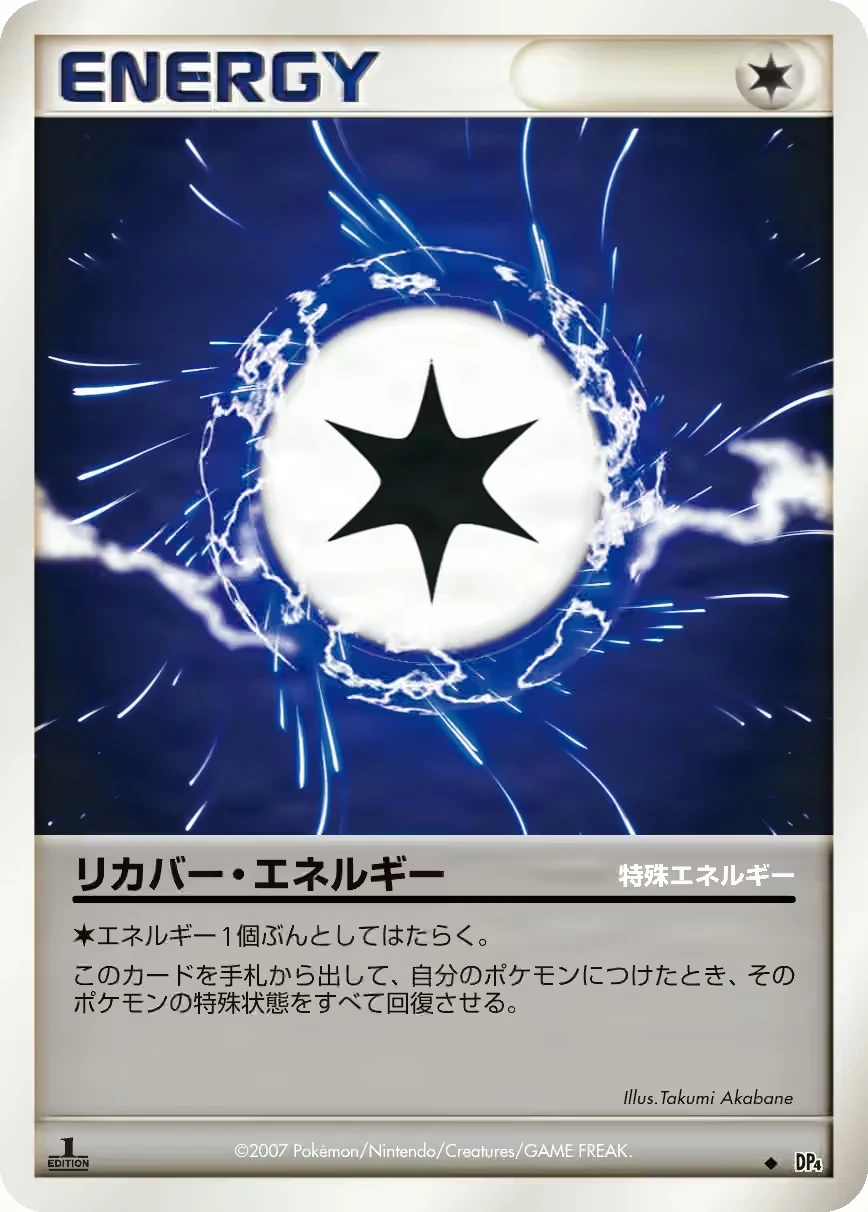 ENERGY
リカバー・エネルギー 特殊エネルギー
エネルギー1個ぶんとしてはたらく。
このカードを手札から出して、自分のポケモンにつけたとき、その
ポケモンの特殊状態をすべて回復させる。
Illus.Takumi Akabane
1
EDITION
©2007 Pokémon/Nintendo/Creatures/GAME FREAK.
DP4